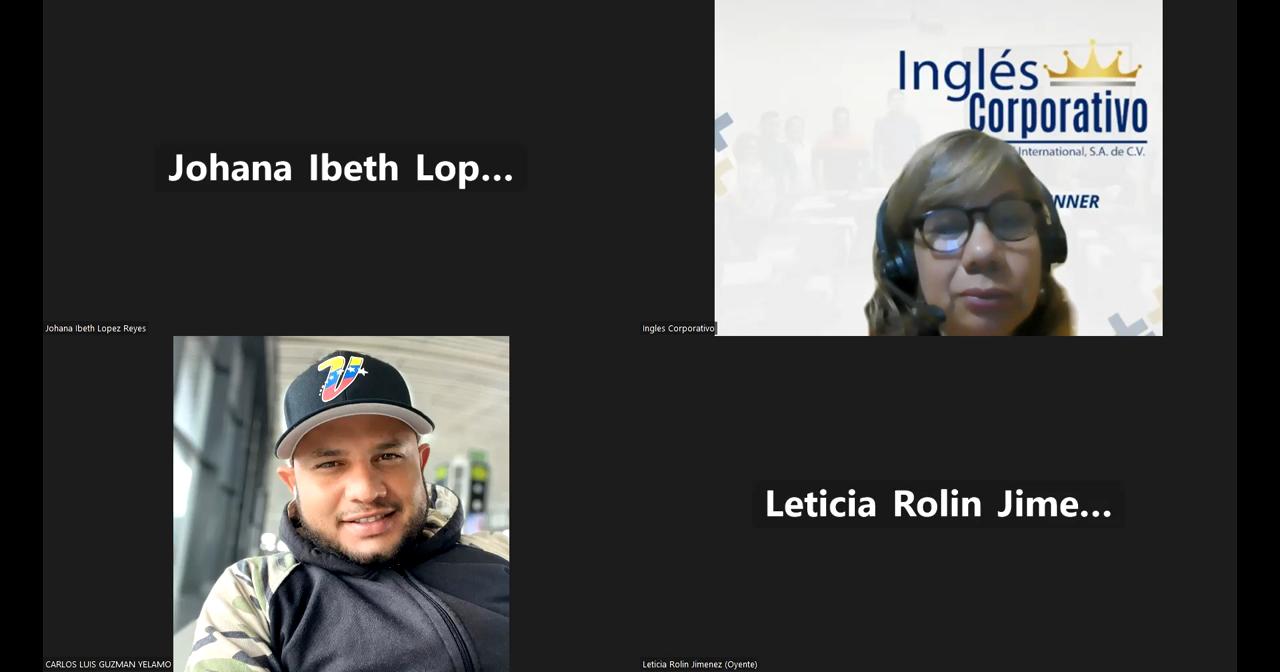 Johana Ibeth Lop...
Johana Ibeth Lopez Reyes
Inglés
Corporativo
International, S.A. de C.V.
NNER
Ingles Corporativo
V
CARLOS LUIS GUZMAN YELAMO
Leticia Rolin Jime...
Leticia Rolin Jimenez (Oyente)